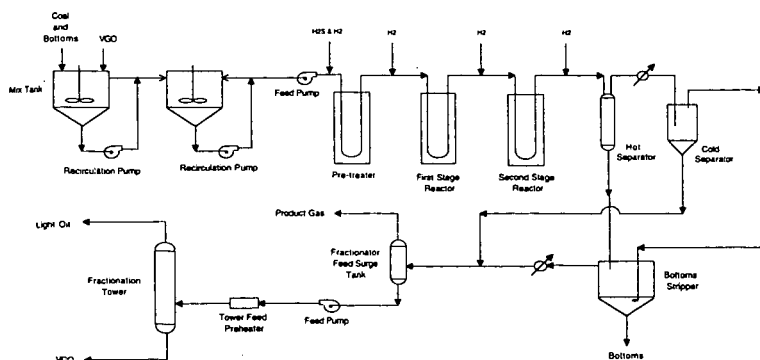 Coal
and
Bottoms
VGO
H2S & H2
H2
H2
H2
Mix Tank
Feed Pump
Recirculation Pump
Recirculation Pump
Pre-treater
First Stage
Reactor
Second Stage
Reactor
Hot
Separator
Cold
Separator
Product Gas
Light Oil
Fractionator
Feed Surge
Tank
Fractionation
Tower
Bottoms
Stripper
Tower Feed
Preheater
Feed Pump
VGO
Bottoms